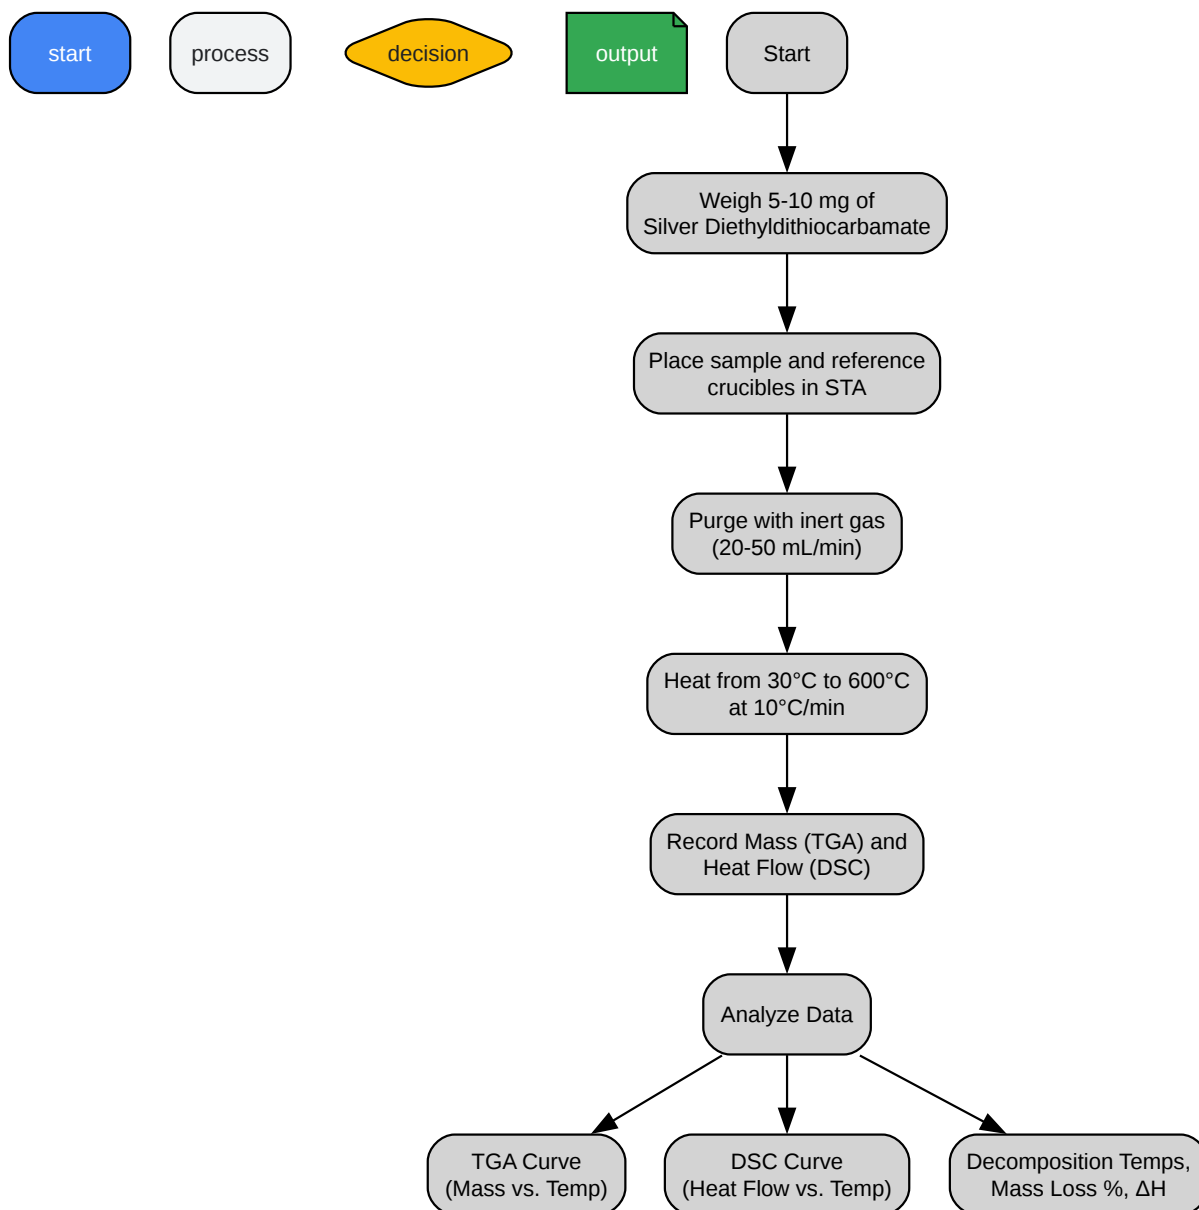 start
process
decision
output
Start
Weigh 5-10 mg of
Silver Diethyldithiocarbamate
Place sample and reference
crucibles in STA
Purge with inert gas
(20-50 mL/min)
Heat from 30°C to 600°C
at 10°C/min
Record Mass (TGA) and
Heat Flow (DSC)
Analyze Data
TGA Curve
(Mass vs. Temp)
DSC Curve
(Heat Flow vs. Temp)
Decomposition Temps,
Mass Loss %, ΔH